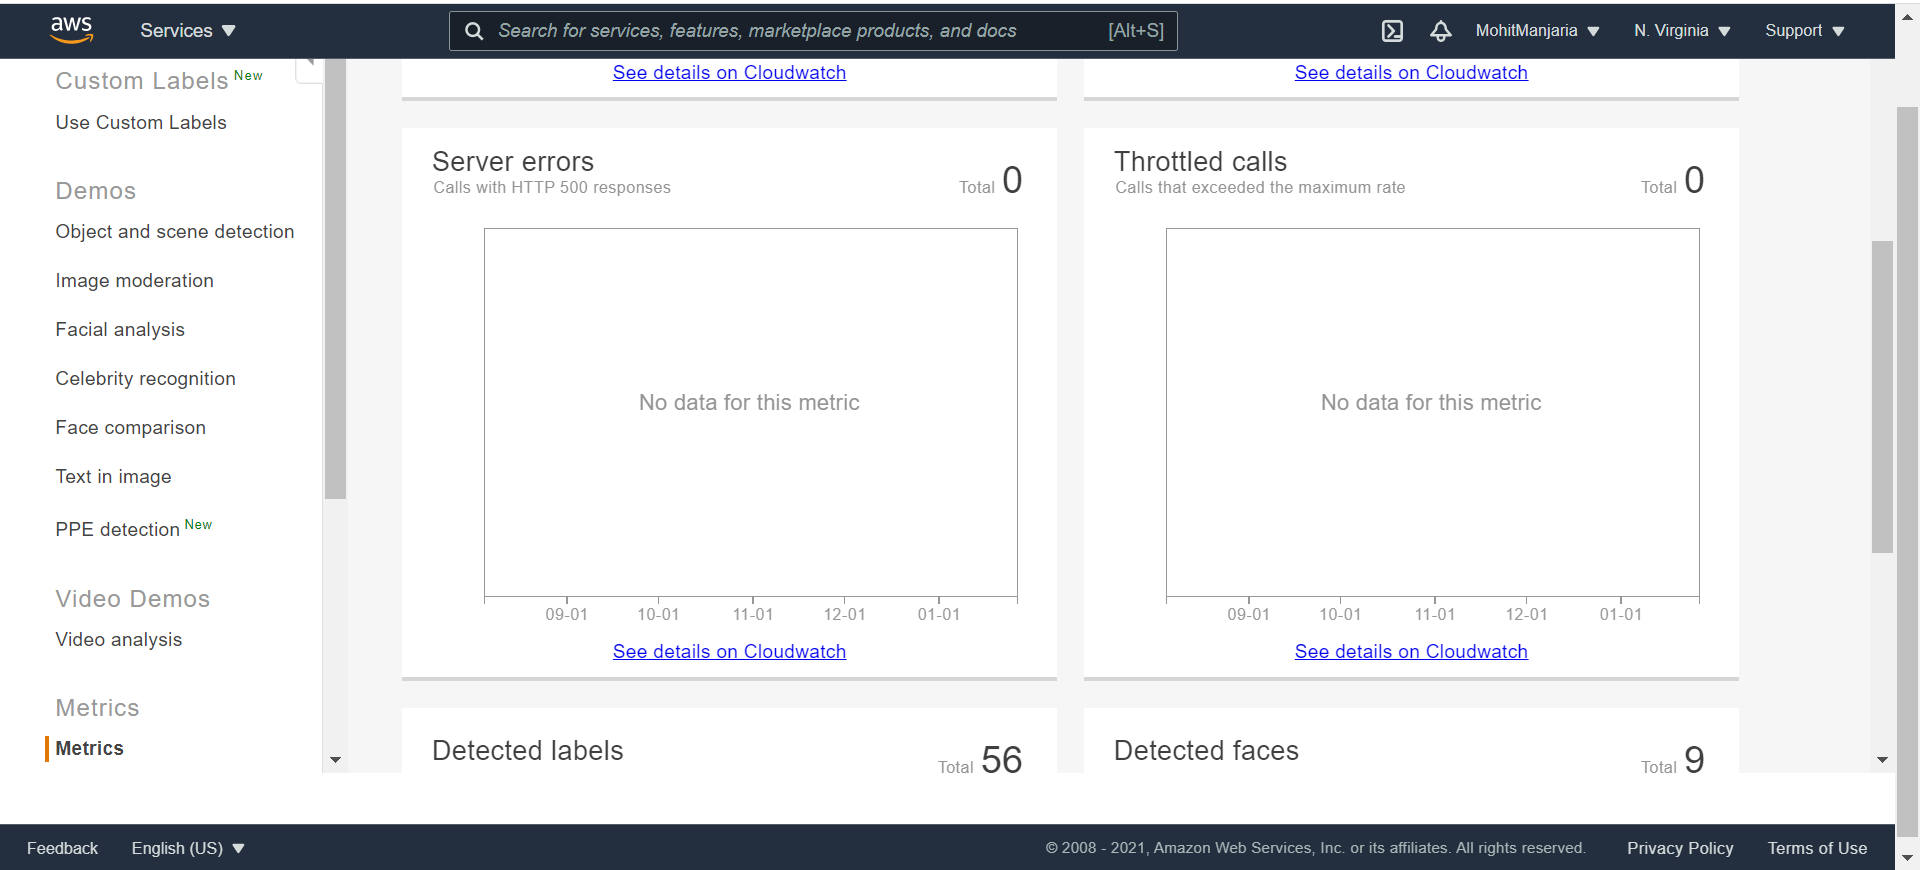 aws Services Search for services, features, marketplace products, and docs [Alt+S] MohitManjaria N. Virginia Support
Custom Labels New
Use Custom Labels
Demos
Object and scene detection
Image moderation
Facial analysis
Celebrity recognition
Face comparison
Text in image
PPE detection New
Video Demos
Video analysis
Metrics
Metrics
See details on Cloudwatch
See details on Cloudwatch
Server errors
Calls with HTTP 500 responses
Total 0
No data for this metric
09-01 10-01 11-01 12-01 01-01
See details on Cloudwatch
Throttled calls
Calls that exceeded the maximum rate
Total 0
No data for this metric
09-01 10-01 11-01 12-01 01-01
See details on Cloudwatch
Detected labels
Total 56
Detected faces
Total 9
Feedback English (US) © 2008 - 2021, Amazon Web Services, Inc. or its affiliates. All rights reserved. Privacy Policy Terms of Use